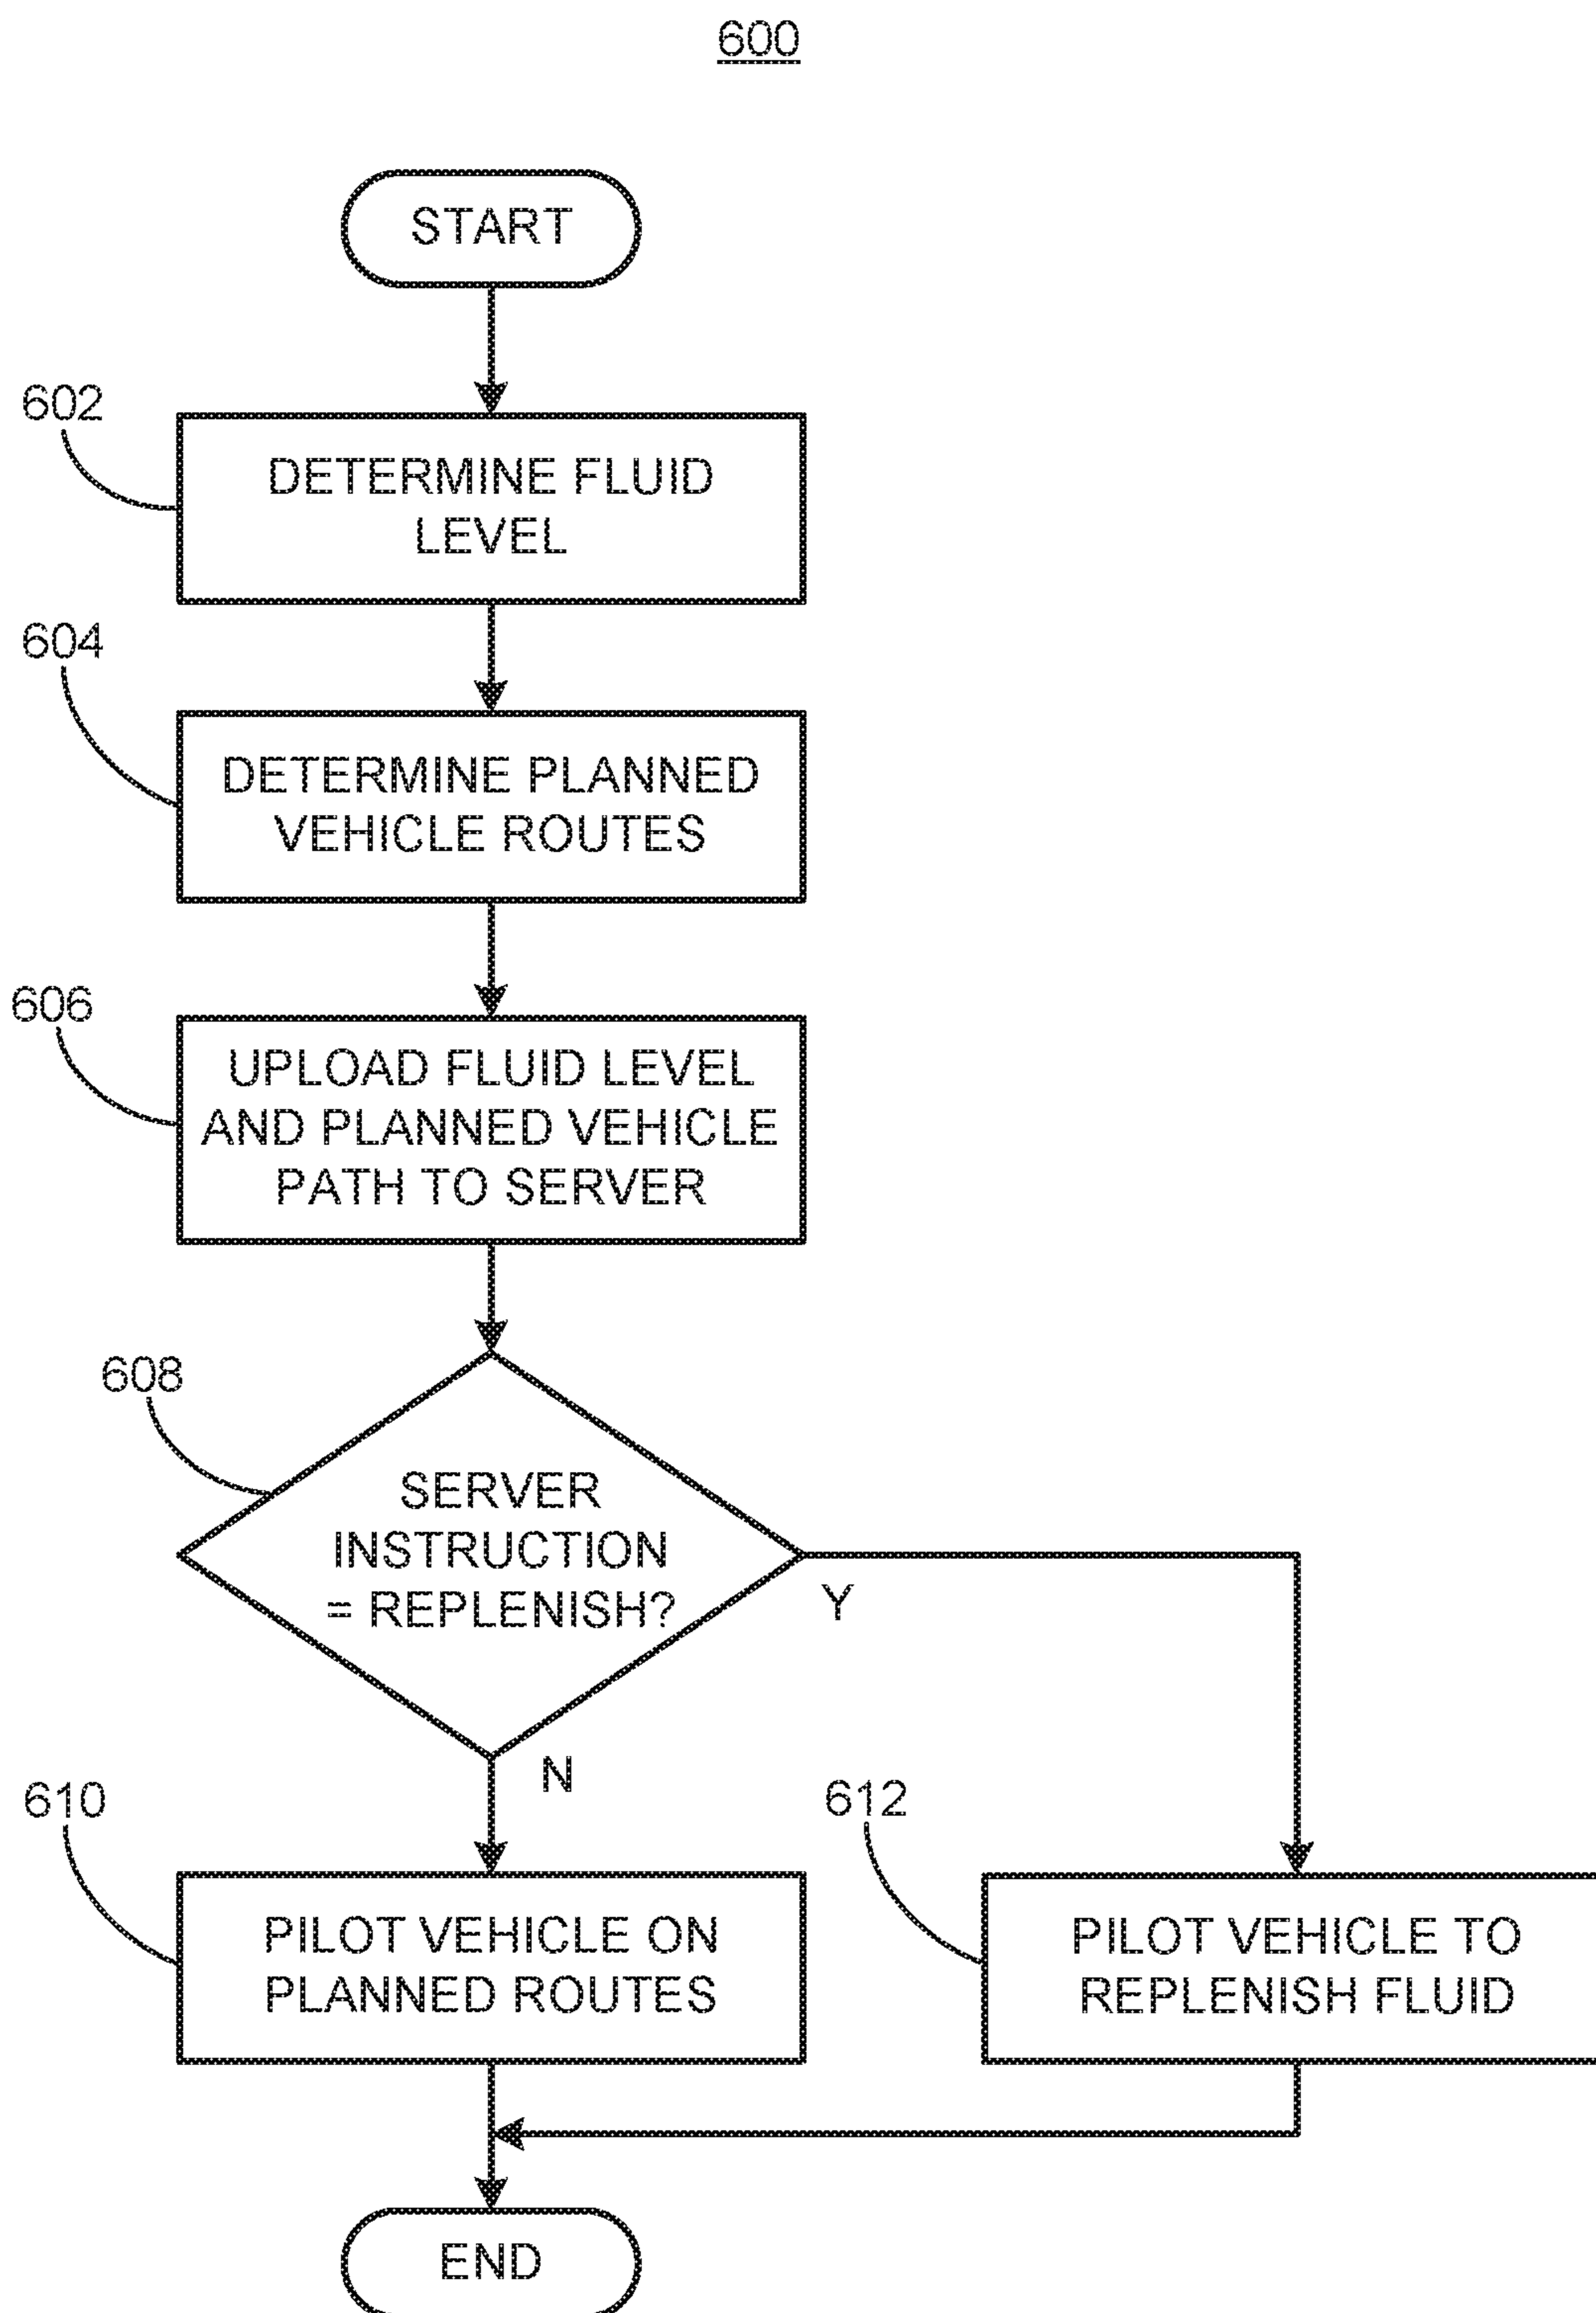 600
START
602
DETERMINE FLUID
LEVEL
604
DETERMINE PLANNED
VEHICLE ROUTES
606
UPLOAD FLUID LEVEL
AND PLANNED VEHICLE
PATH TO SERVER
608
SERVER
INSTRUCTION
= REPLENISH?
Y
N
610
PILOT VEHICLE ON
PLANNED ROUTES
612
PILOT VEHICLE TO
REPLENISH FLUID
END